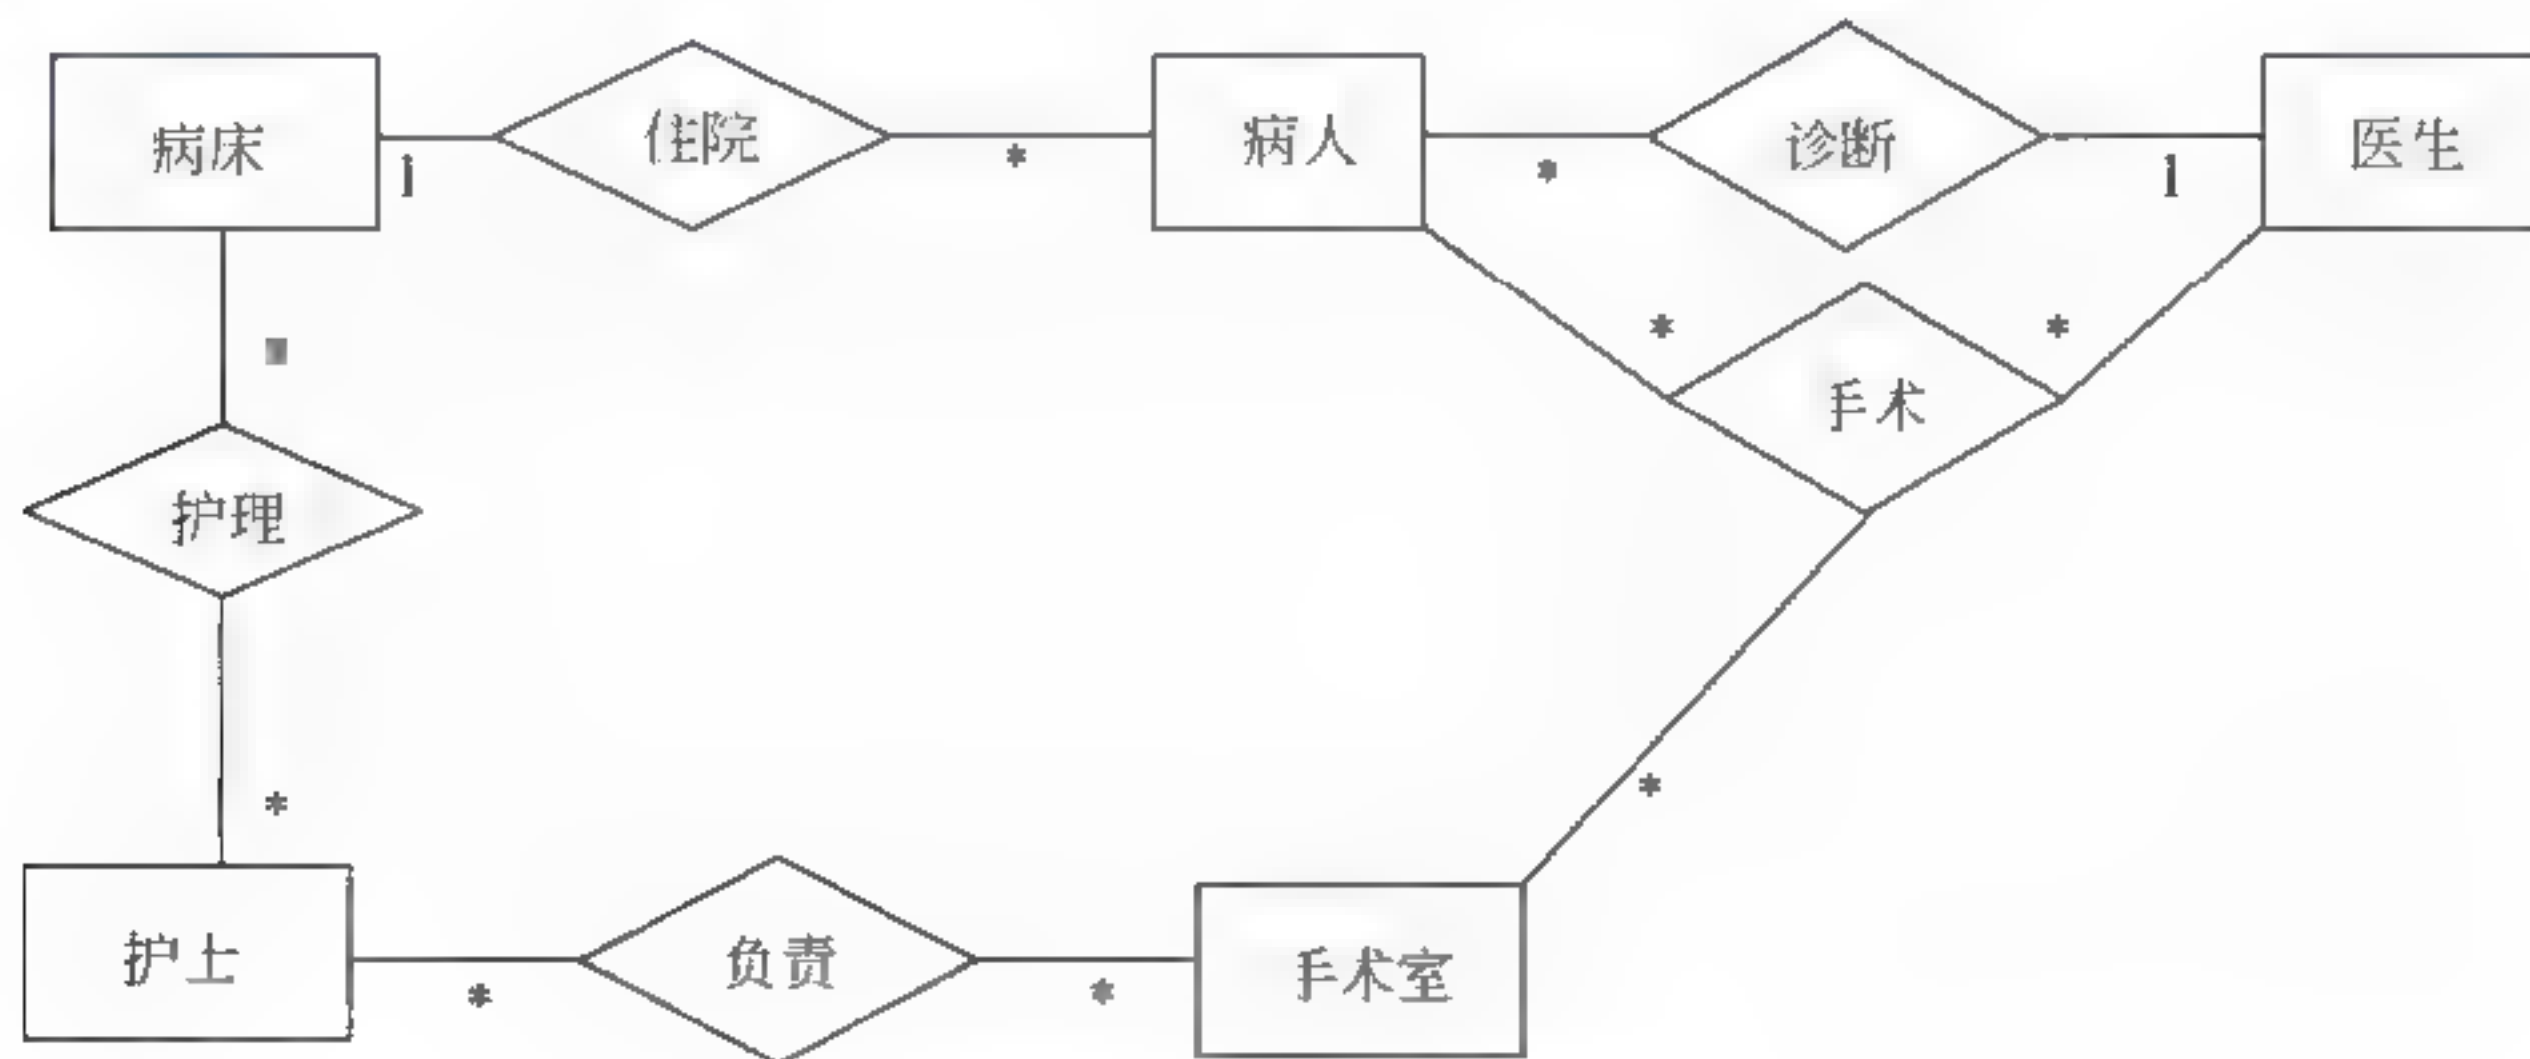 病床 1 住院 * 病人 * 诊断 1 医生
* * 手术
护理
* *
护士 * 负责 * 手术室